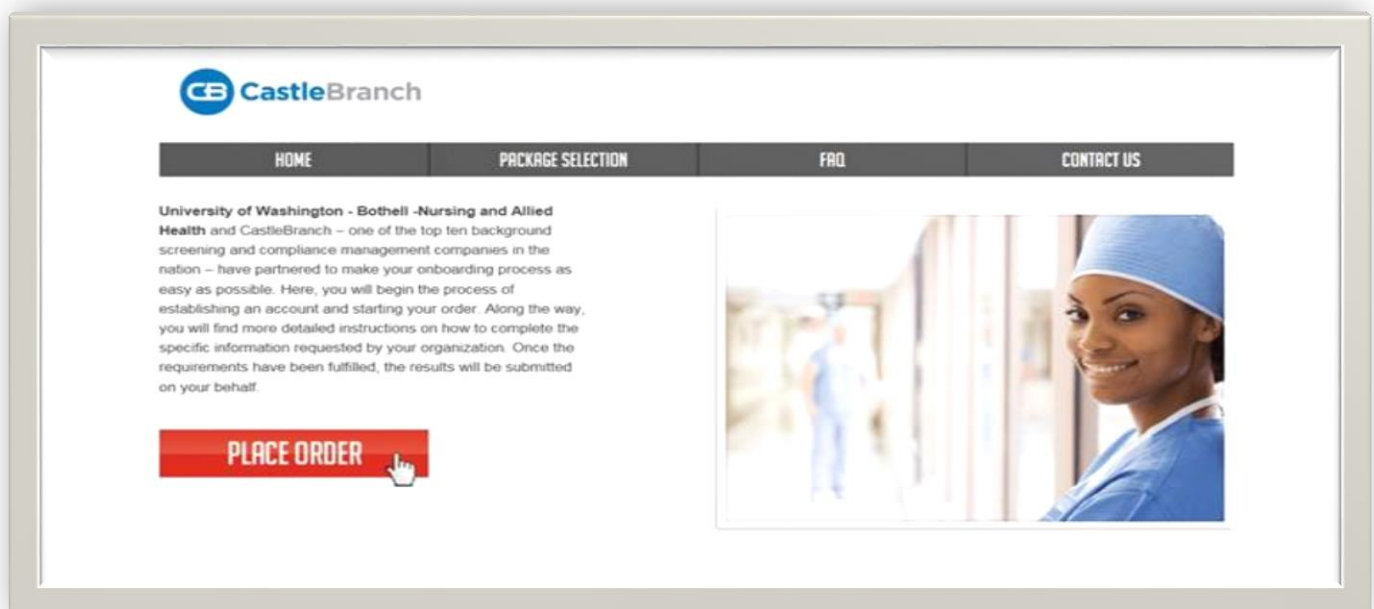 CB CastleBranch
HOME PACKAGE SELECTION FAQ CONTACT US
University of Washington - Bothell -Nursing and Allied
Health and CastleBranch – one of the top ten background
screening and compliance management companies in the
nation – have partnered to make your onboarding process as
easy as possible. Here, you will begin the process of
establishing an account and starting your order. Along the way,
you will find more detailed instructions on how to complete the
specific information requested by your organization. Once the
requirements have been fulfilled, the results will be submitted
on your behalf.
PLACE ORDER